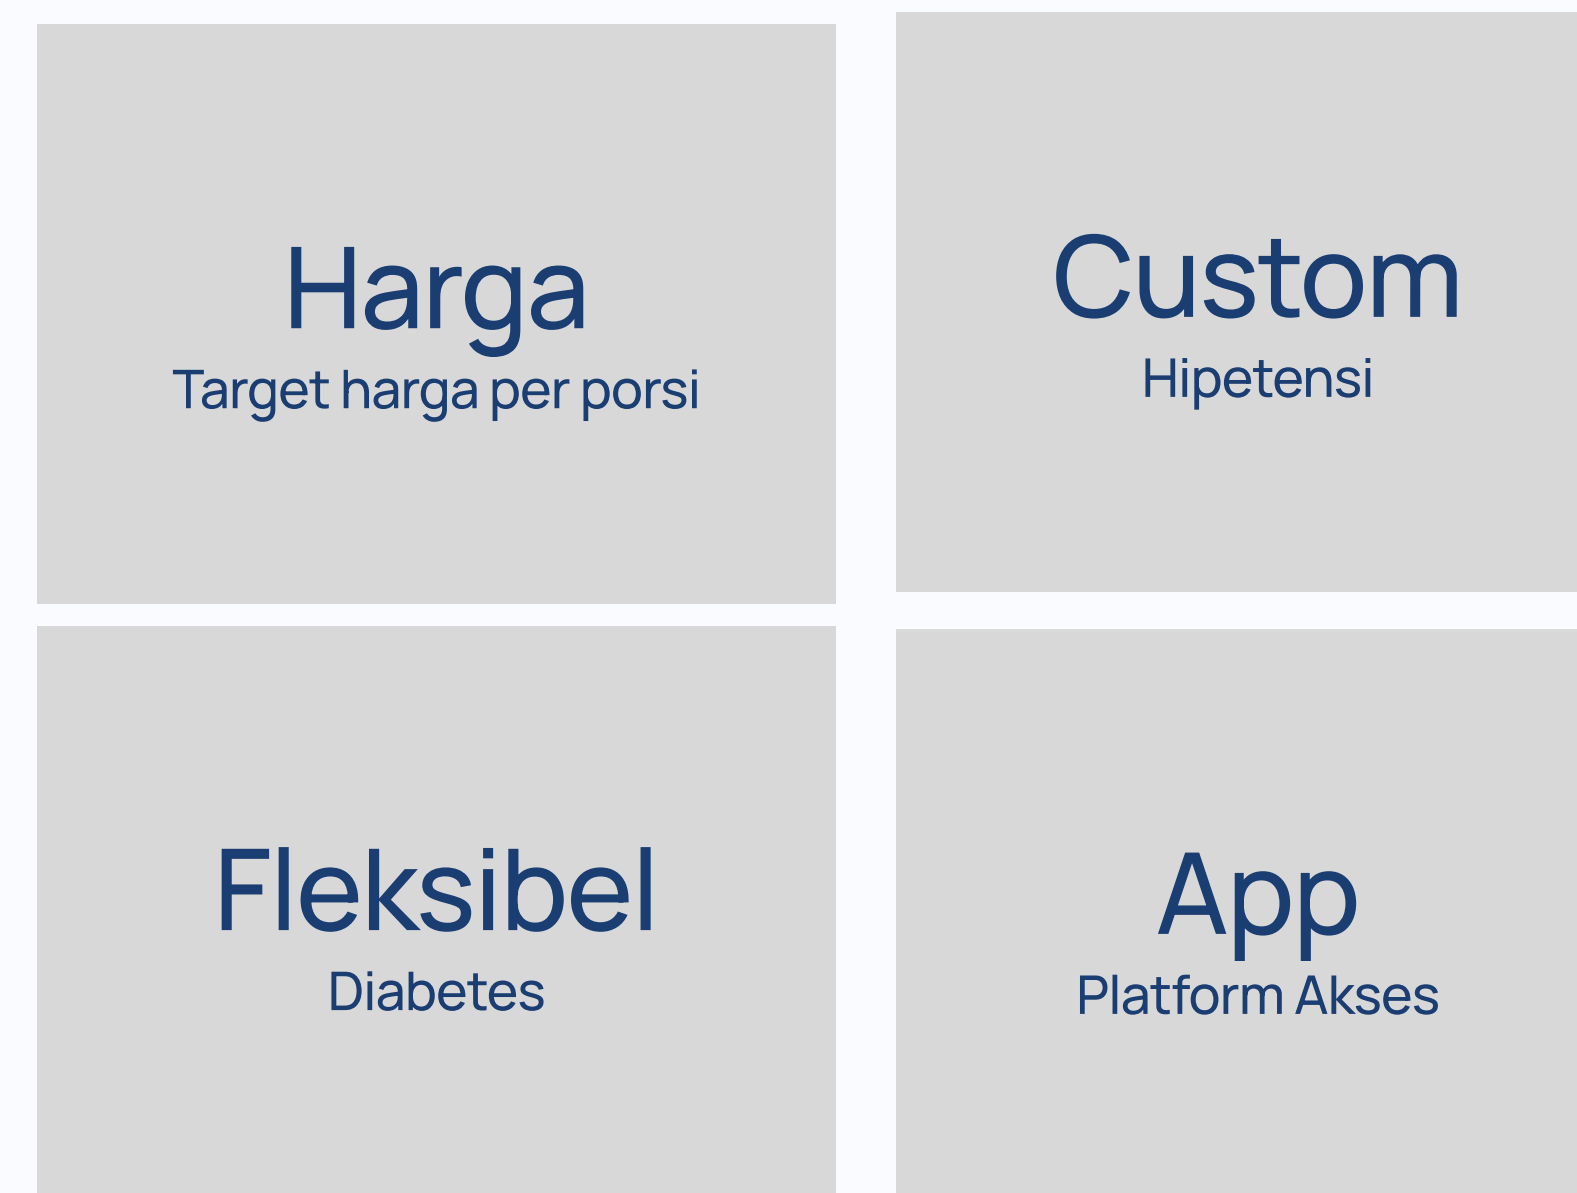 Harga
Target harga per porsi
Custom
Hipetensi
Fleksibel
Diabetes
App
Platform Akses